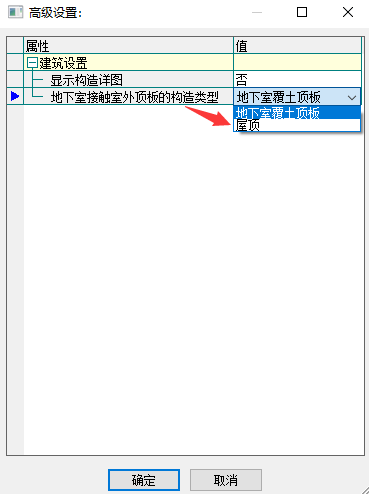 高级设置:
属性 值
建筑设置
显示构造详图 否
地下室接触室外顶板的构造类型 地下室覆土顶板
地下室覆土顶板
屋顶
确定 取消